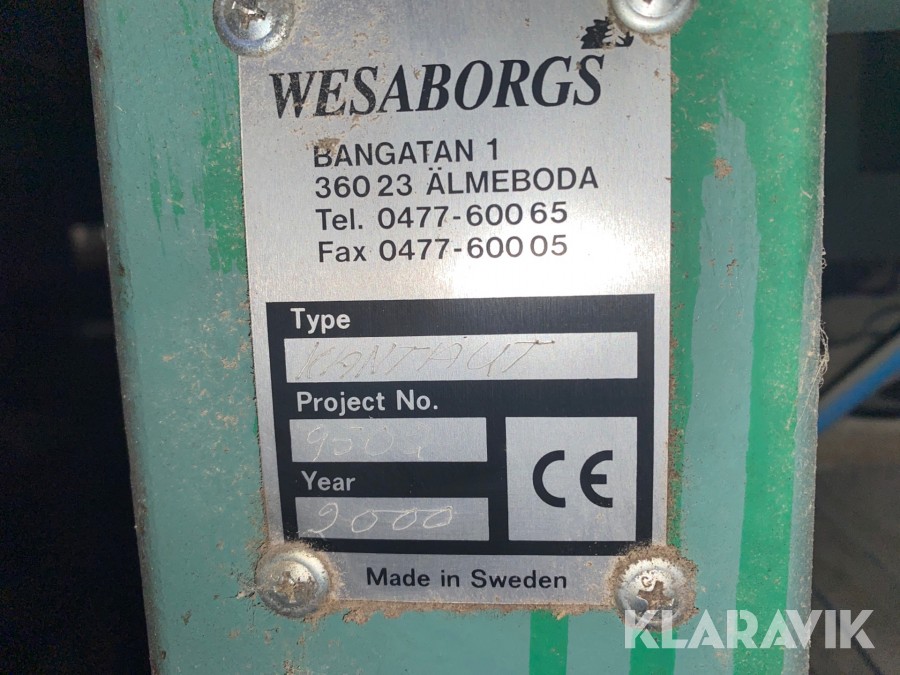 WESABORGS
BANGATAN 1
360 23 ÄLMEBODA
Tel. 0477-600 65
Fax 0477-600 05
Type
KANTAUT
Project No.
Year
2000
CE
Made in Sweden
KLARAVIK